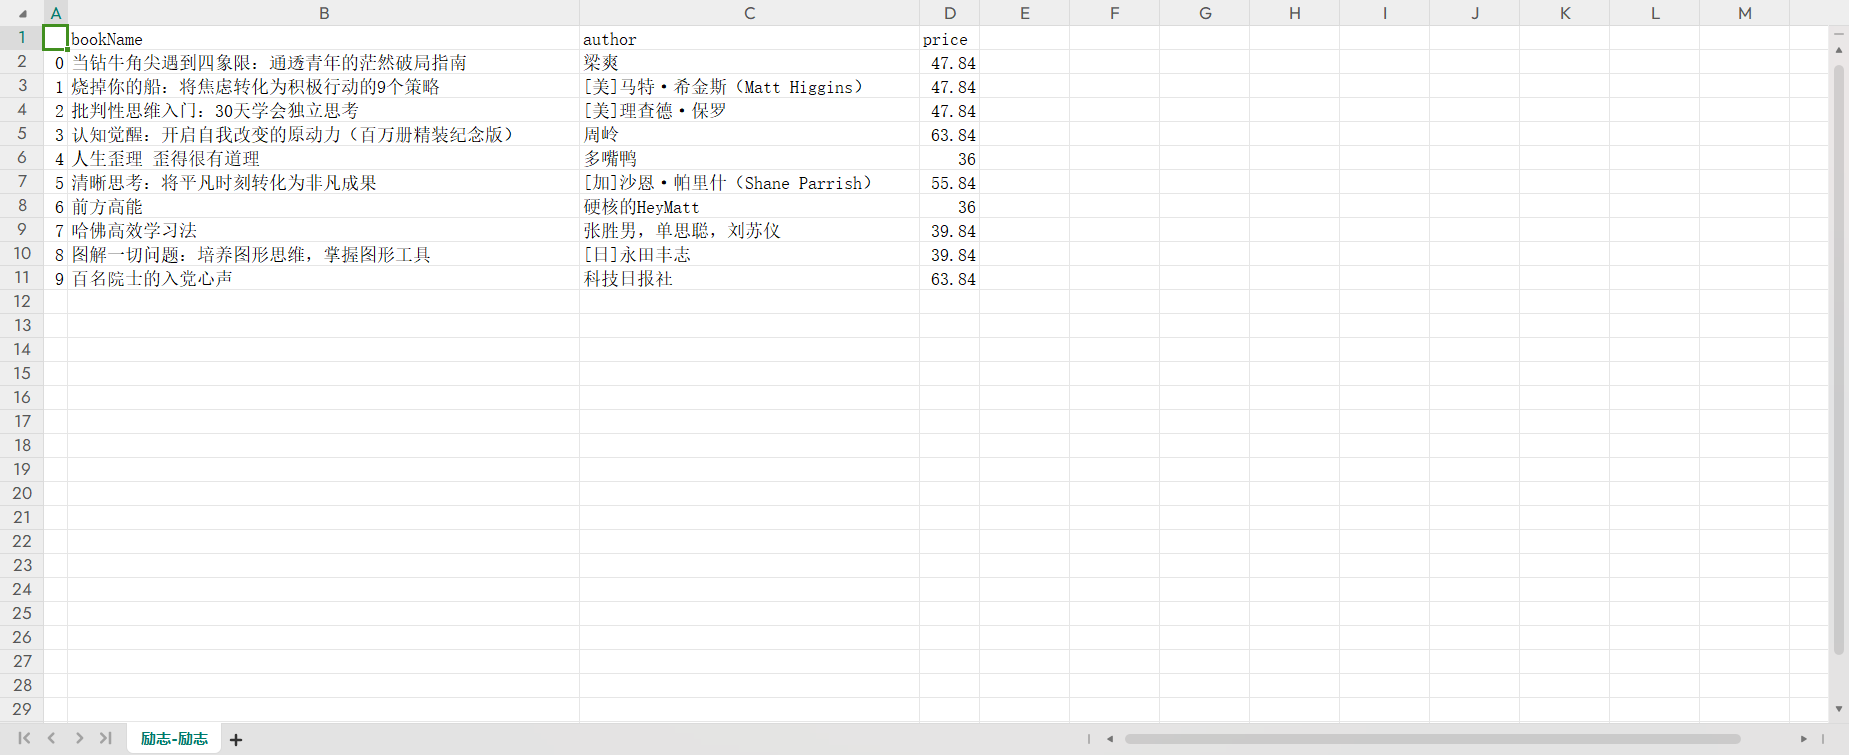 A B C D E F G H I J K L M
1 bookName author price
2 0 当钻牛角尖遇到四象限：通透青年的茫然破局指南 梁爽 47.84
3 1 烧掉你的船：将焦虑转化为积极行动的9个策略 [美]马特·希金斯（Matt Higgins） 47.84
4 2 批判性思维入门：30天学会独立思考 [美]理查德·保罗 47.84
5 3 认知觉醒：开启自我改变的原动力（百万册精装纪念版） 周岭 63.84
6 4 人生歪理 歪得很有道理 多嘴鸭 36
7 5 清晰思考：将平凡时刻转化为非凡成果 [加]沙恩·帕里什（Shane Parrish） 55.84
8 6 前方高能 硬核的HeyMatt 36
9 7 哈佛高效学习法 张胜男，单思聪，刘苏仪 39.84
10 8 图解一切问题：培养图形思维，掌握图形工具 [日]永田丰志 39.84
11 9 百名院士的入党心声 科技日报社 63.84
12
13
14
15
16
17
18
19
20
21
22
23
24
25
26
27
28
29
励志-励志